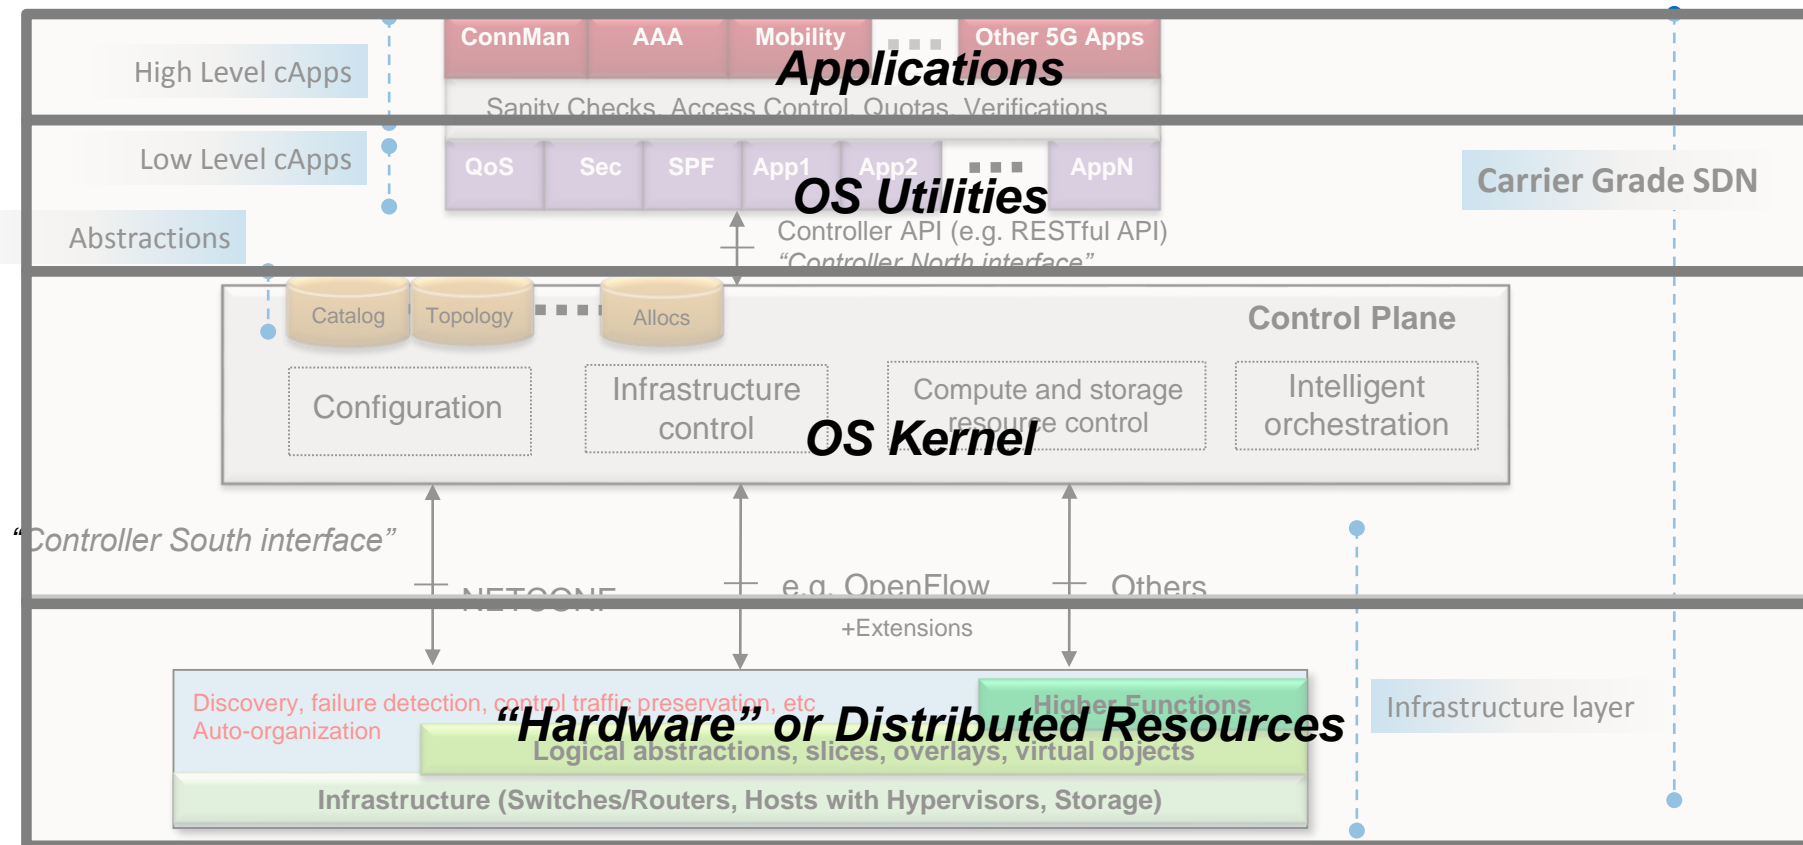 ConnMan AAA Mobility Other 5G Apps
High Level cApps
Applications
Sanity Checks, Access Control, Quotas, Verifications
Low Level cApps
QoS Sec SPF App1 App2 AppN
OS Utilities
Carrier Grade SDN
Abstractions
Controller API (e.g. RESTful API)
“Controller North interface”
Catalog Topology Allocs
Control Plane
Configuration
Infrastructure
control
Compute and storage
resource control
Intelligent
orchestration
OS Kernel
“Controller South interface”
NETCONF
e.g. OpenFlow
+Extensions
Others
Discovery, failure detection, control traffic preservation, etc
Auto-organization
Higher Functions
“Hardware” or Distributed Resources
Logical abstractions, slices, overlays, virtual objects
Infrastructure (Switches/Routers, Hosts with Hypervisors, Storage)
Infrastructure layer